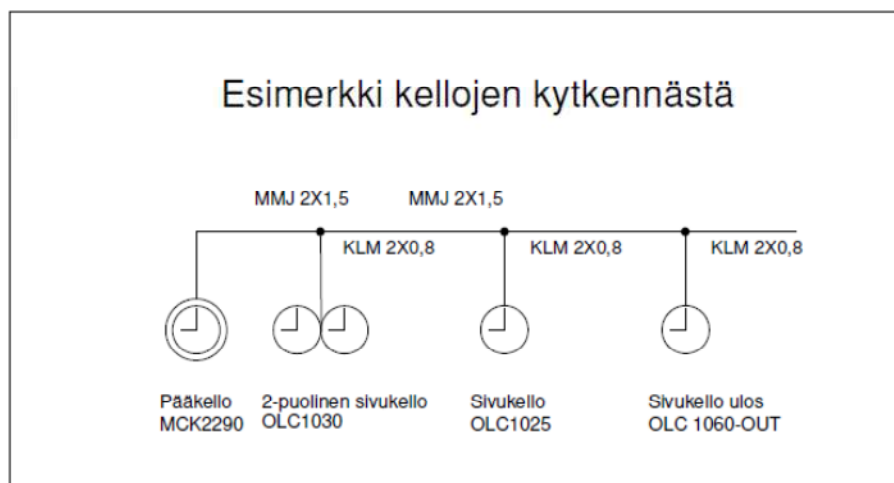 Esimerkki kellojen kytkennästä
MMJ 2X1,5 MMJ 2X1,5
KLM 2X0,8 KLM 2X0,8 KLM 2X0,8
Pääkello 2-puolinen sivukello Sivukello Sivukello ulos
MCK2290 OLC1030 OLC1025 OLC 1060-OUT